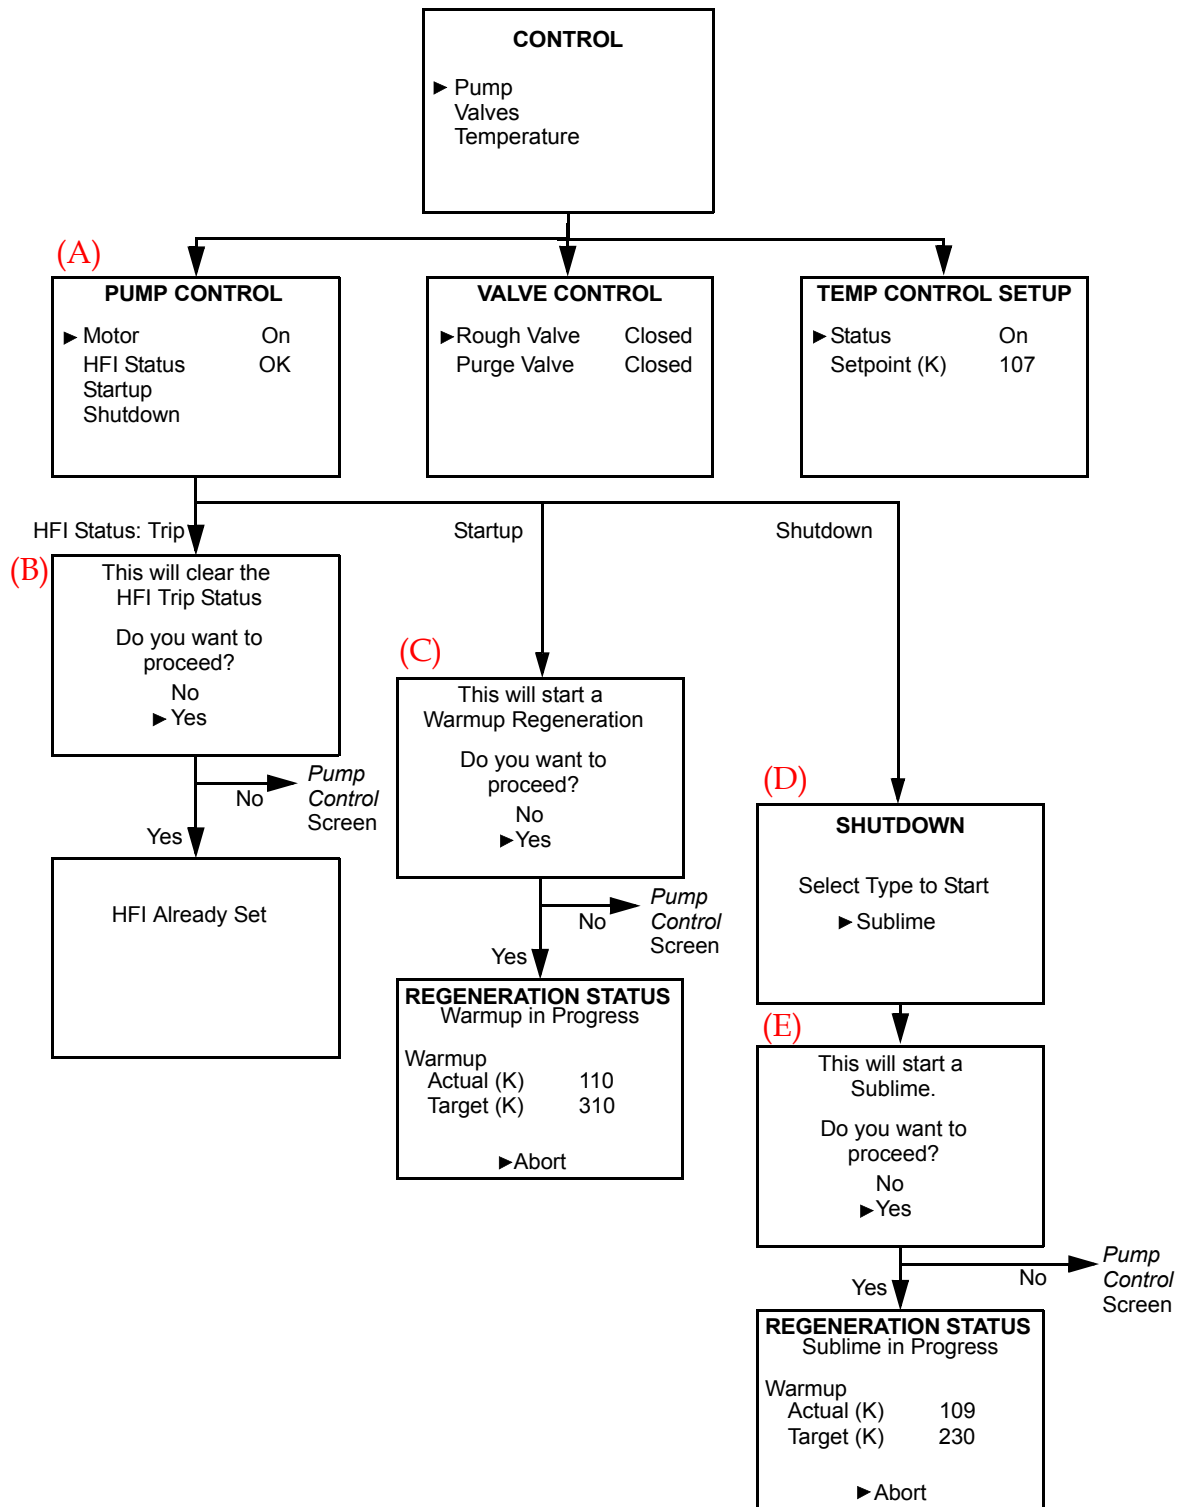 CONTROL
Pump
Valves
Temperature
(A)
PUMP CONTROL
Motor On
HFI Status OK
Startup
Shutdown
VALVE CONTROL
Rough Valve Closed
Purge Valve Closed
TEMP CONTROL SETUP
Status On
Setpoint (K) 107
HFI Status: Trip
Startup
Shutdown
(B)
This will clear the
HFI Trip Status
Do you want to
proceed?
No
Yes
No
Pump
Control
Screen
Yes
HFI Already Set
(C)
This will start a
Warmup Regeneration
Do you want to
proceed?
No
Yes
No
Pump
Control
Screen
Yes
REGENERATION STATUS
Warmup in Progress
Warmup
Actual (K) 110
Target (K) 310
Abort
(D)
SHUTDOWN
Select Type to Start
Sublime
(E)
This will start a
Sublime.
Do you want to
proceed?
No
Yes
No
Pump
Control
Screen
Yes
REGENERATION STATUS
Sublime in Progress
Warmup
Actual (K) 109
Target (K) 230
Abort